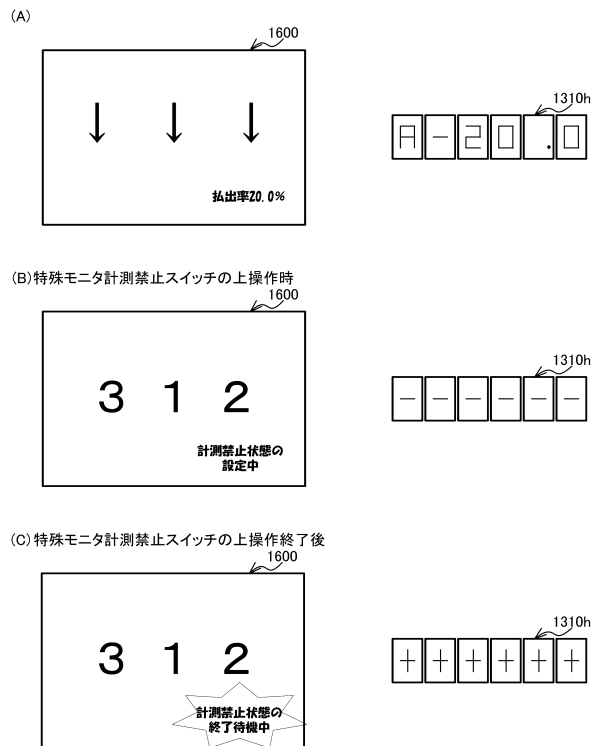 (A)
1600
↓ ↓ ↓
払出率20.0%
1310h
A-20.0
(B)特殊モニタ計測禁止スイッチの上操作時
1600
3 1 2
計測禁止状態の
設定中
1310h
------
(C)特殊モニタ計測禁止スイッチの上操作終了後
1600
3 1 2
計測禁止状態の
終了待機中
1310h
++++++